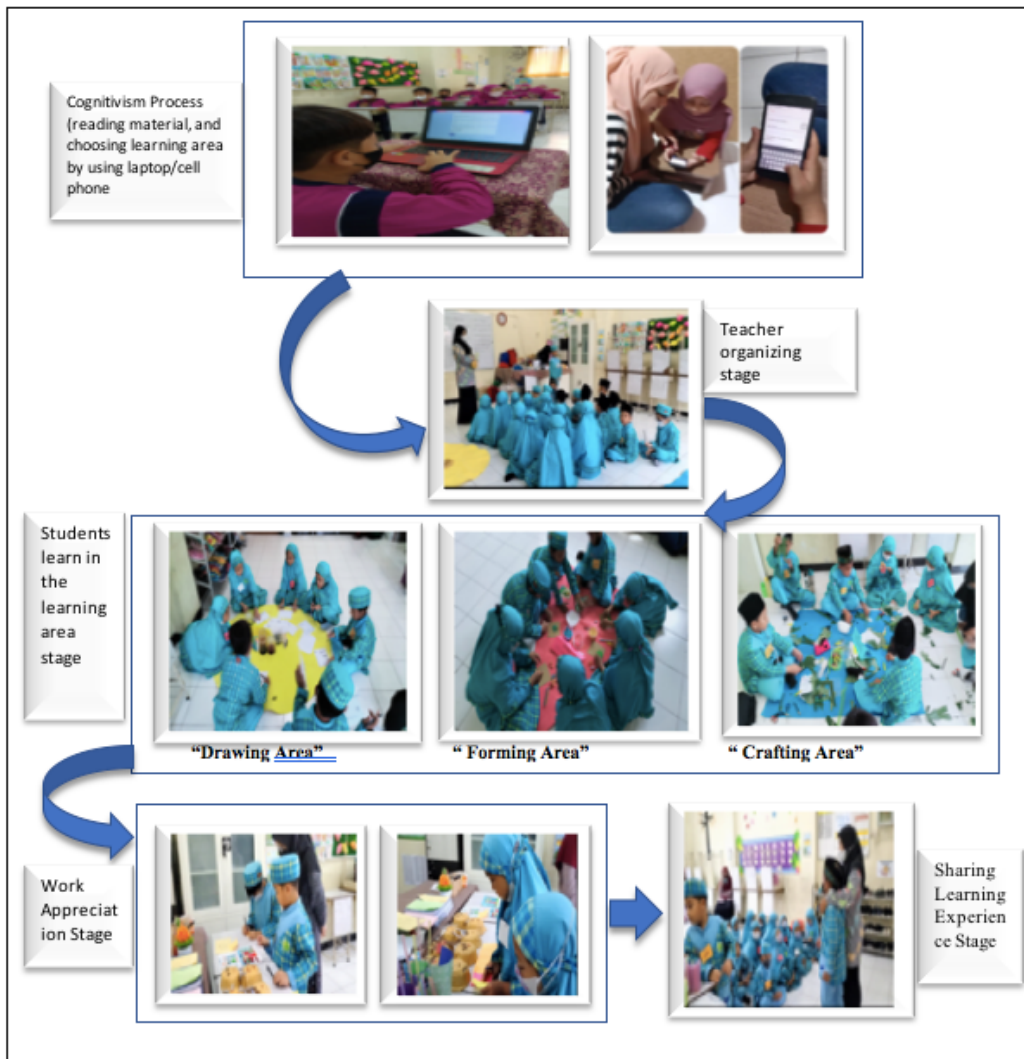 Cognitivism Process
(reading material, and
choosing learning area
by using laptop/cell
phone
Teacher
organizing
stage
Students
learn in
the
learning
area
stage
“Drawing Area”
“ Forming Area”
“ Crafting Area”
Work
Appreciat
ion Stage
Sharing
Learning
Experien
ce Stage